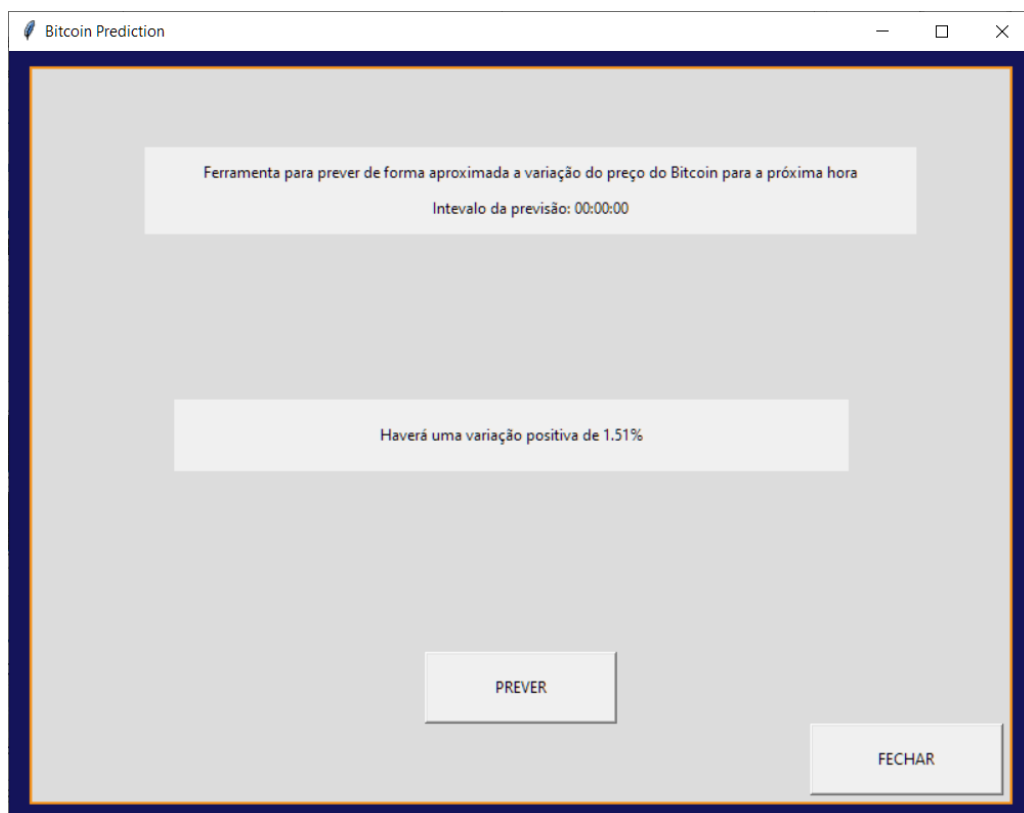 Bitcoin Prediction
Ferramenta para prever de forma aproximada a variação do preço do Bitcoin para a próxima hora
Intevalo da previsão: 00:00:00
Haverá uma variação positiva de 1.51%
PREVER
FECHAR